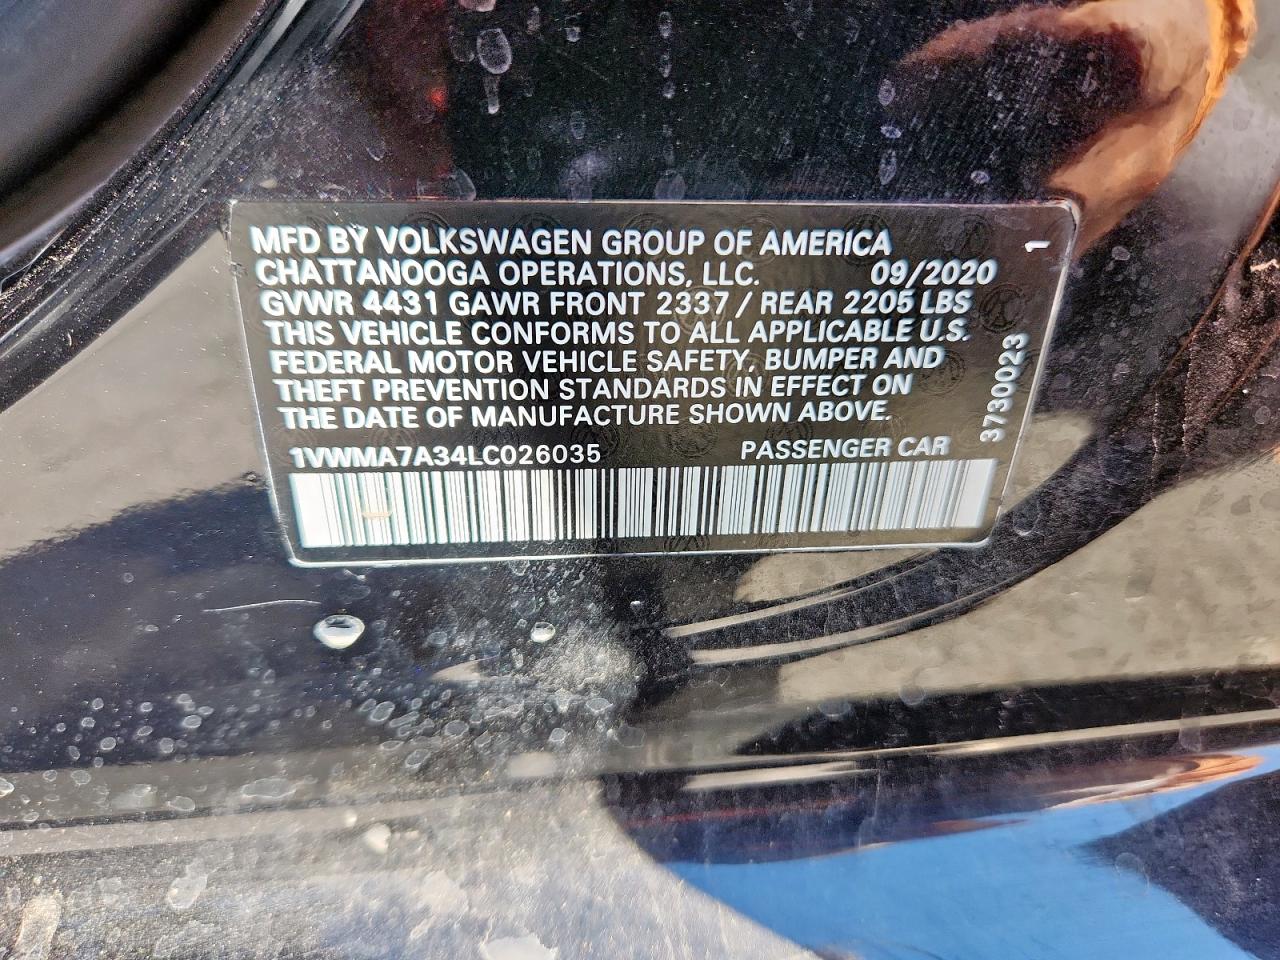 MFD BY VOLKSWAGEN GROUP OF AMERICA
CHATTANOOGA OPERATIONS, LLC. 09/2020
GVWR 4431 GAWR FRONT 2337 / REAR 2205 LBS
THIS VEHICLE CONFORMS TO ALL APPLICABLE U.S.
FEDERAL MOTOR VEHICLE SAFETY, BUMPER AND
THEFT PREVENTION STANDARDS IN EFFECT ON
THE DATE OF MANUFACTURE SHOWN ABOVE.
1VWMA7A34LC026035 PASSENGER CAR
3730023
1